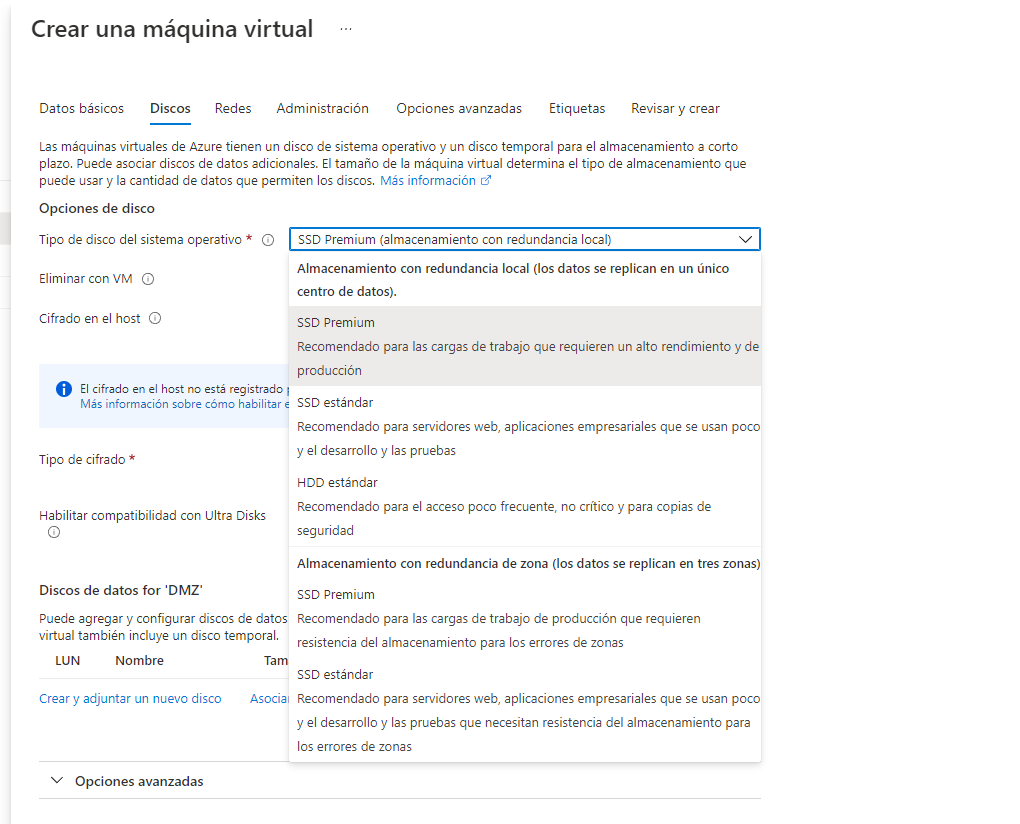 Crear una máquina virtual ...
Datos básicos Discos Redes Administración Opciones avanzadas Etiquetas Revisar y crear
Las máquinas virtuales de Azure tienen un disco de sistema operativo y un disco temporal para el almacenamiento a corto
plazo. Puede asociar discos de datos adicionales. El tamaño de la máquina virtual determina el tipo de almacenamiento que
puede usar y la cantidad de datos que permiten los discos. Más información
Opciones de disco
Tipo de disco del sistema operativo *
SSD Premium (almacenamiento con redundancia local)
Eliminar con VM
Cifrado en el host
El cifrado en el host no está registrado
Más información sobre cómo habilitar
Tipo de cifrado *
Habilitar compatibilidad con Ultra Disks
Almacenamiento con redundancia local (los datos se replican en un único
centro de datos).
SSD Premium
Recomendado para las cargas de trabajo que requieren un alto rendimiento y de
producción
SSD estándar
Recomendado para servidores web, aplicaciones empresariales que se usan poco
y el desarrollo y las pruebas
HDD estándar
Recomendado para el acceso poco frecuente, no crítico y para copias de
seguridad
Almacenamiento con redundancia de zona (los datos se replican en tres zonas)
SSD Premium
Recomendado para las cargas de trabajo de producción que requieren
resistencia del almacenamiento para los errores de zonas
SSD estándar
Recomendado para servidores web, aplicaciones empresariales que se usan poco
y el desarrollo y las pruebas que necesitan resistencia del almacenamiento para
los errores de zonas
Discos de datos for 'DMZ'
Puede agregar y configurar discos de datos
virtual también incluye un disco temporal.
LUN Nombre Tam
Crear y adjuntar un nuevo disco Asocia
Opciones avanzadas